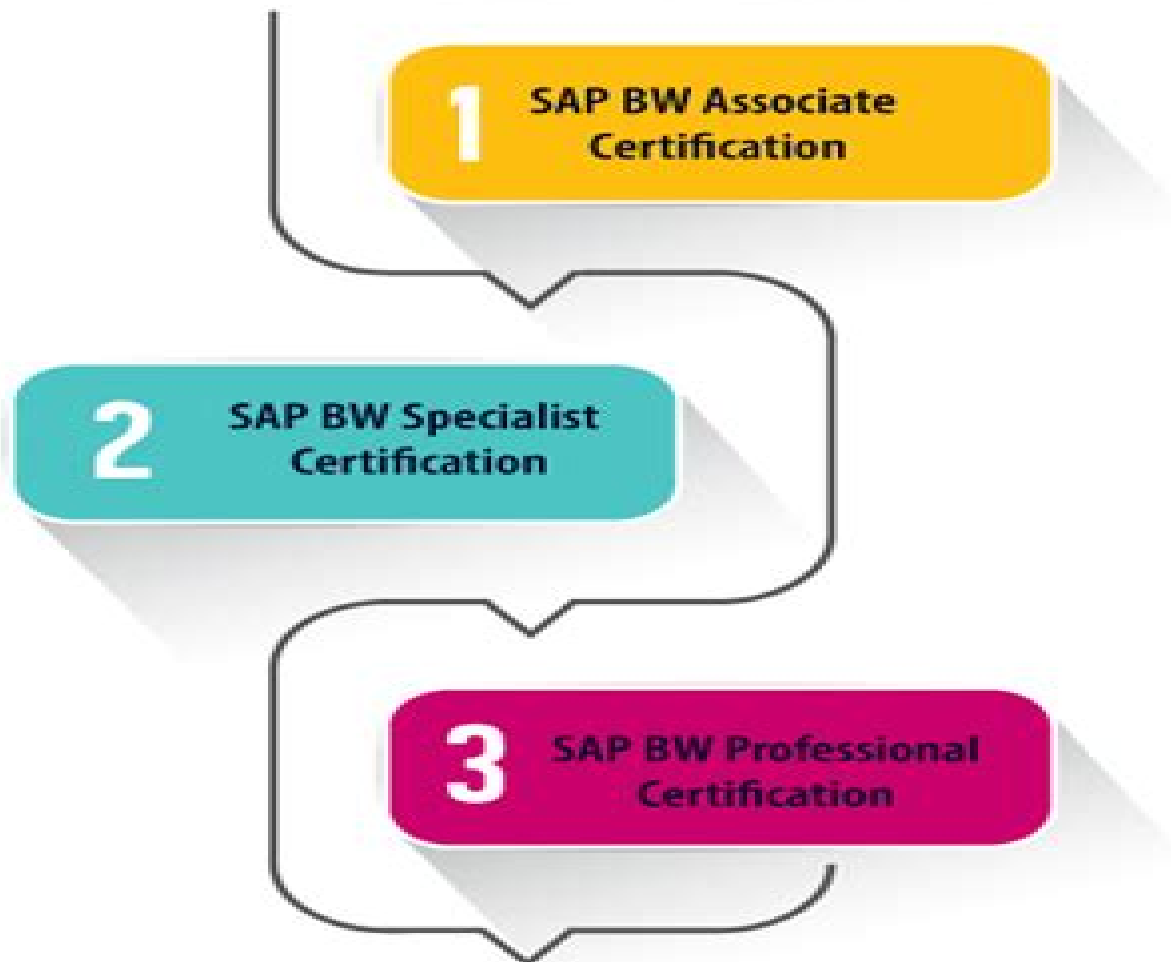 1
SAP BW Associate
Certification
2
SAP BW Specialist
Certification
3
SAP BW Professional
Certification